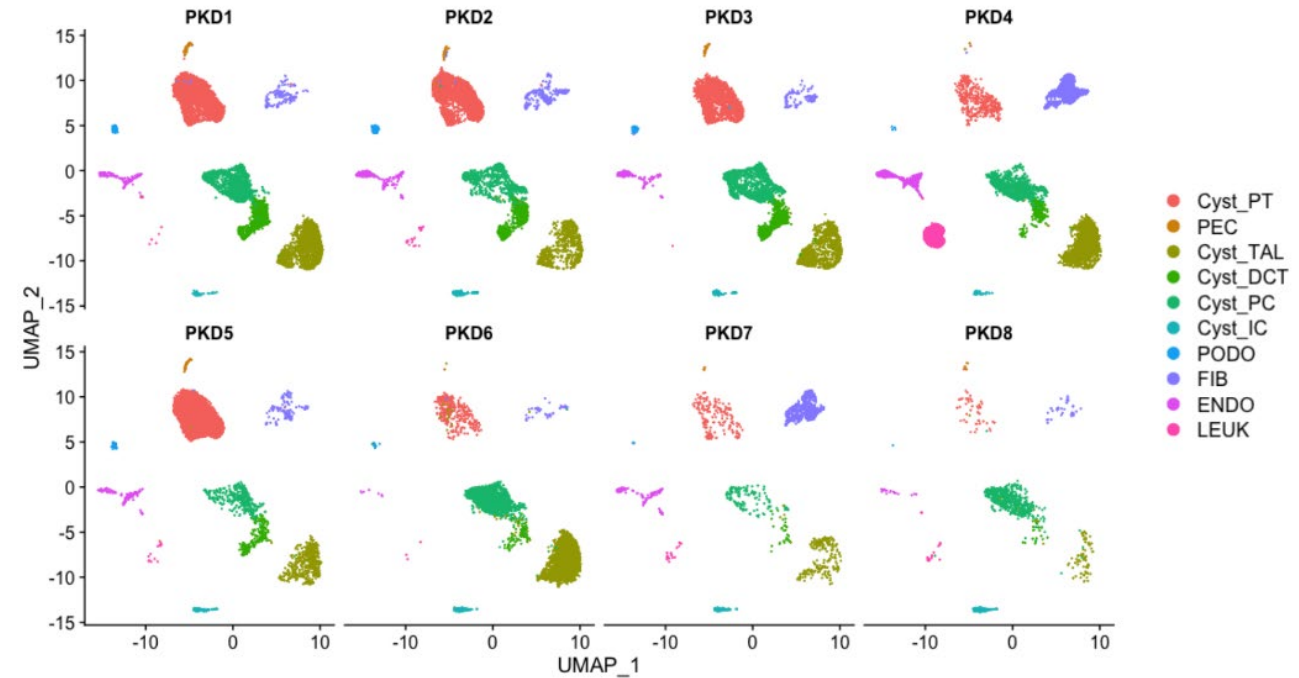 PKD1 PKD2 PKD3 PKD4
15
10
5
0
-5
-10
-15
PKD5 PKD6 PKD7 PKD8
15
10
5
0
-5
-10
-15
-10 0 10 -10 0 10 -10 0 10 -10 0 10
UMAP_1
UMAP_2
Cyst_PT
PEC
Cyst_TAL
Cyst_DCT
Cyst_PC
Cyst_IC
PODO
FIB
ENDO
LEUK